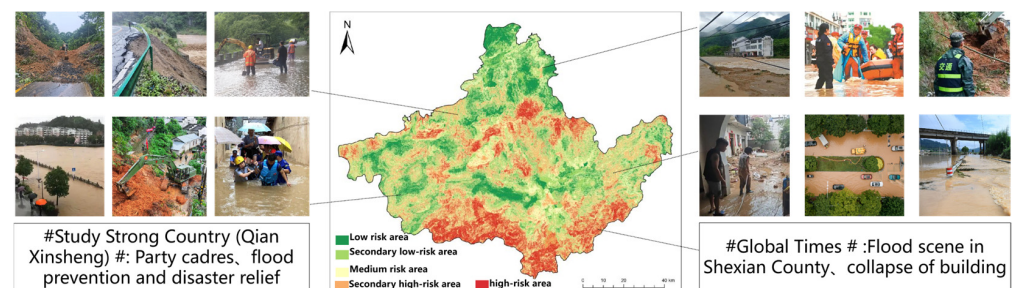 N
交通
Low risk area
Secondary low-risk area
Medium risk area
Secondary high-risk area
high-risk area
0 10 20 40 km
#Study Strong Country (Qian
Xinsheng) #: Party cadres、flood
prevention and disaster relief
#Global Times # :Flood scene in
Shexian County、collapse of building